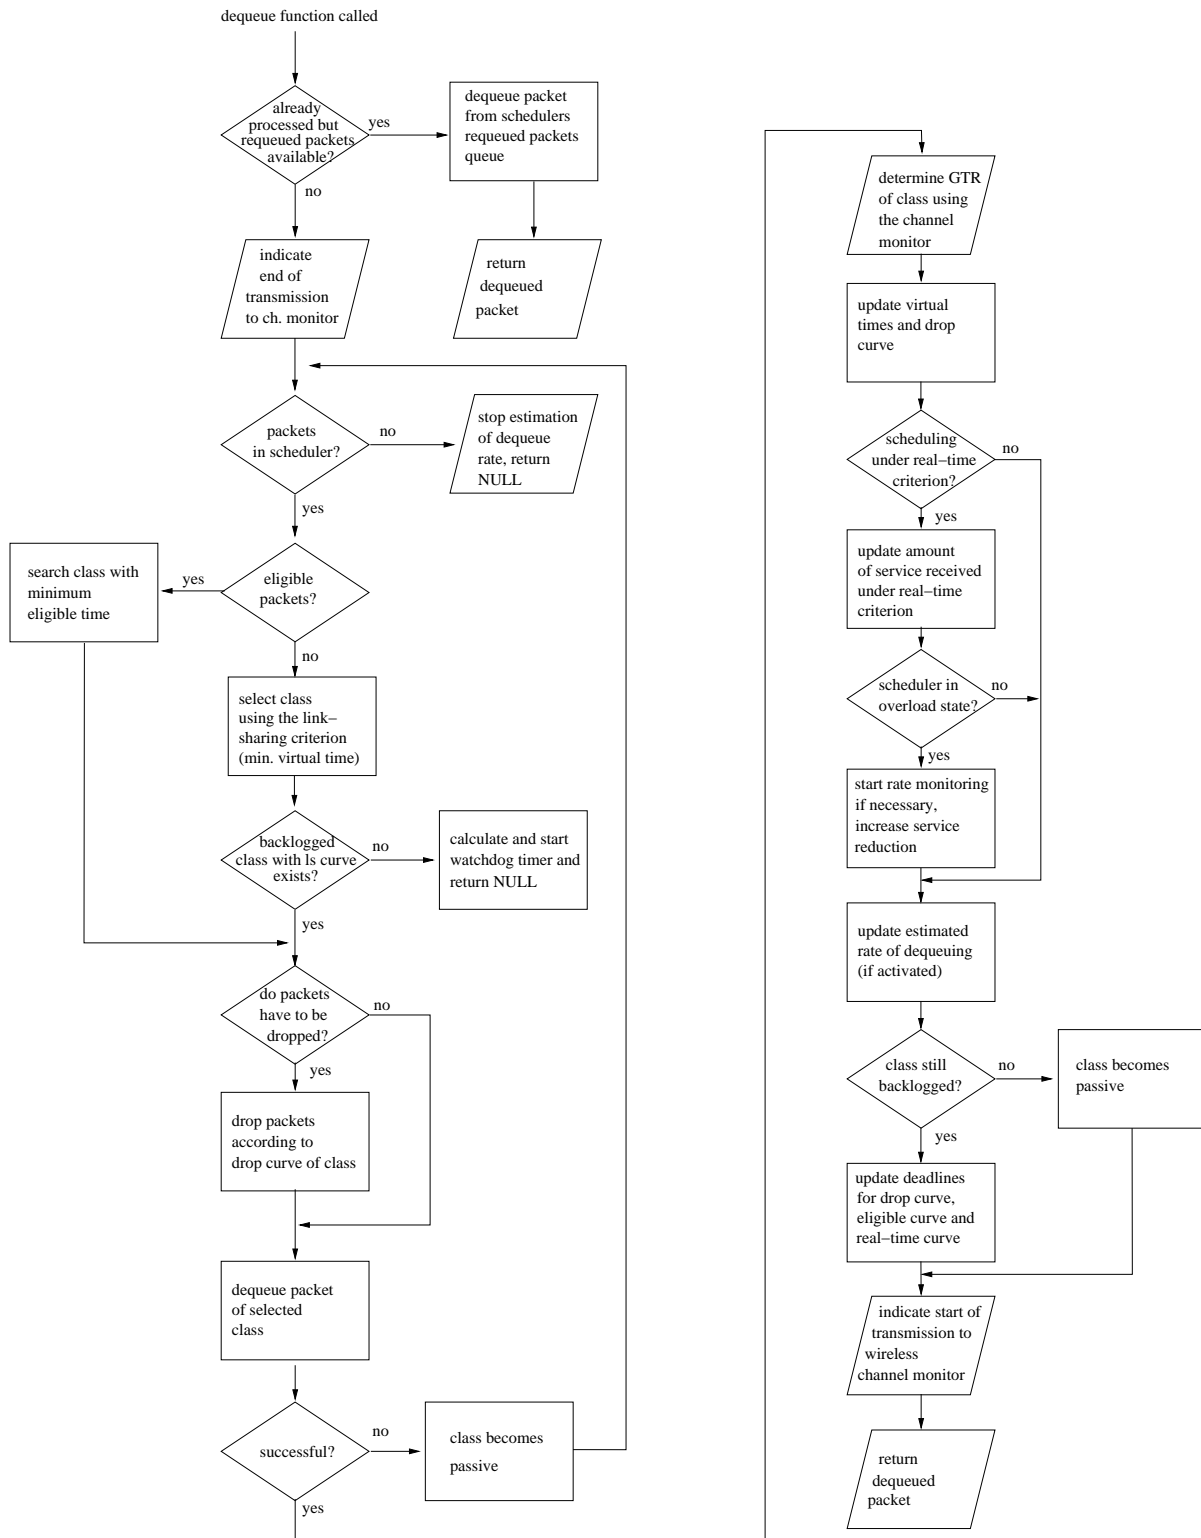 dequeue function called
already
processed but
requeued packets
available?
yes
dequeue packet
from schedulers
requeued packets
queue
no
indicate
end of
transmission
to ch. monitor
return
dequeued
packet
packets
in scheduler?
no
stop estimation
of dequeue
rate, return
NULL
yes
eligible
packets?
yes
search class with
minimum
eligible time
no
select class
using the link−
sharing criterion
(min. virtual time)
backlogged
class with ls curve
exists?
no
calculate and start
watchdog timer and
return NULL
yes
do packets
have to be
dropped?
no
yes
drop packets
according to
drop curve of class
dequeue packet
of selected
class
successful?
no
class becomes
passive
yes
determine GTR
of class using
the channel
monitor
update virtual
times and drop
curve
scheduling
under real−time
criterion?
no
yes
update amount
of service received
under real−time
criterion
scheduler in
overload state?
no
yes
start rate monitoring
if necessary,
increase service
reduction
update estimated
rate of dequeuing
(if activated)
class still
backlogged?
no
class becomes
passive
yes
update deadlines
for drop curve,
eligible curve and
real−time curve
indicate start of
transmission to
wireless
channel monitor
return
dequeued
packet